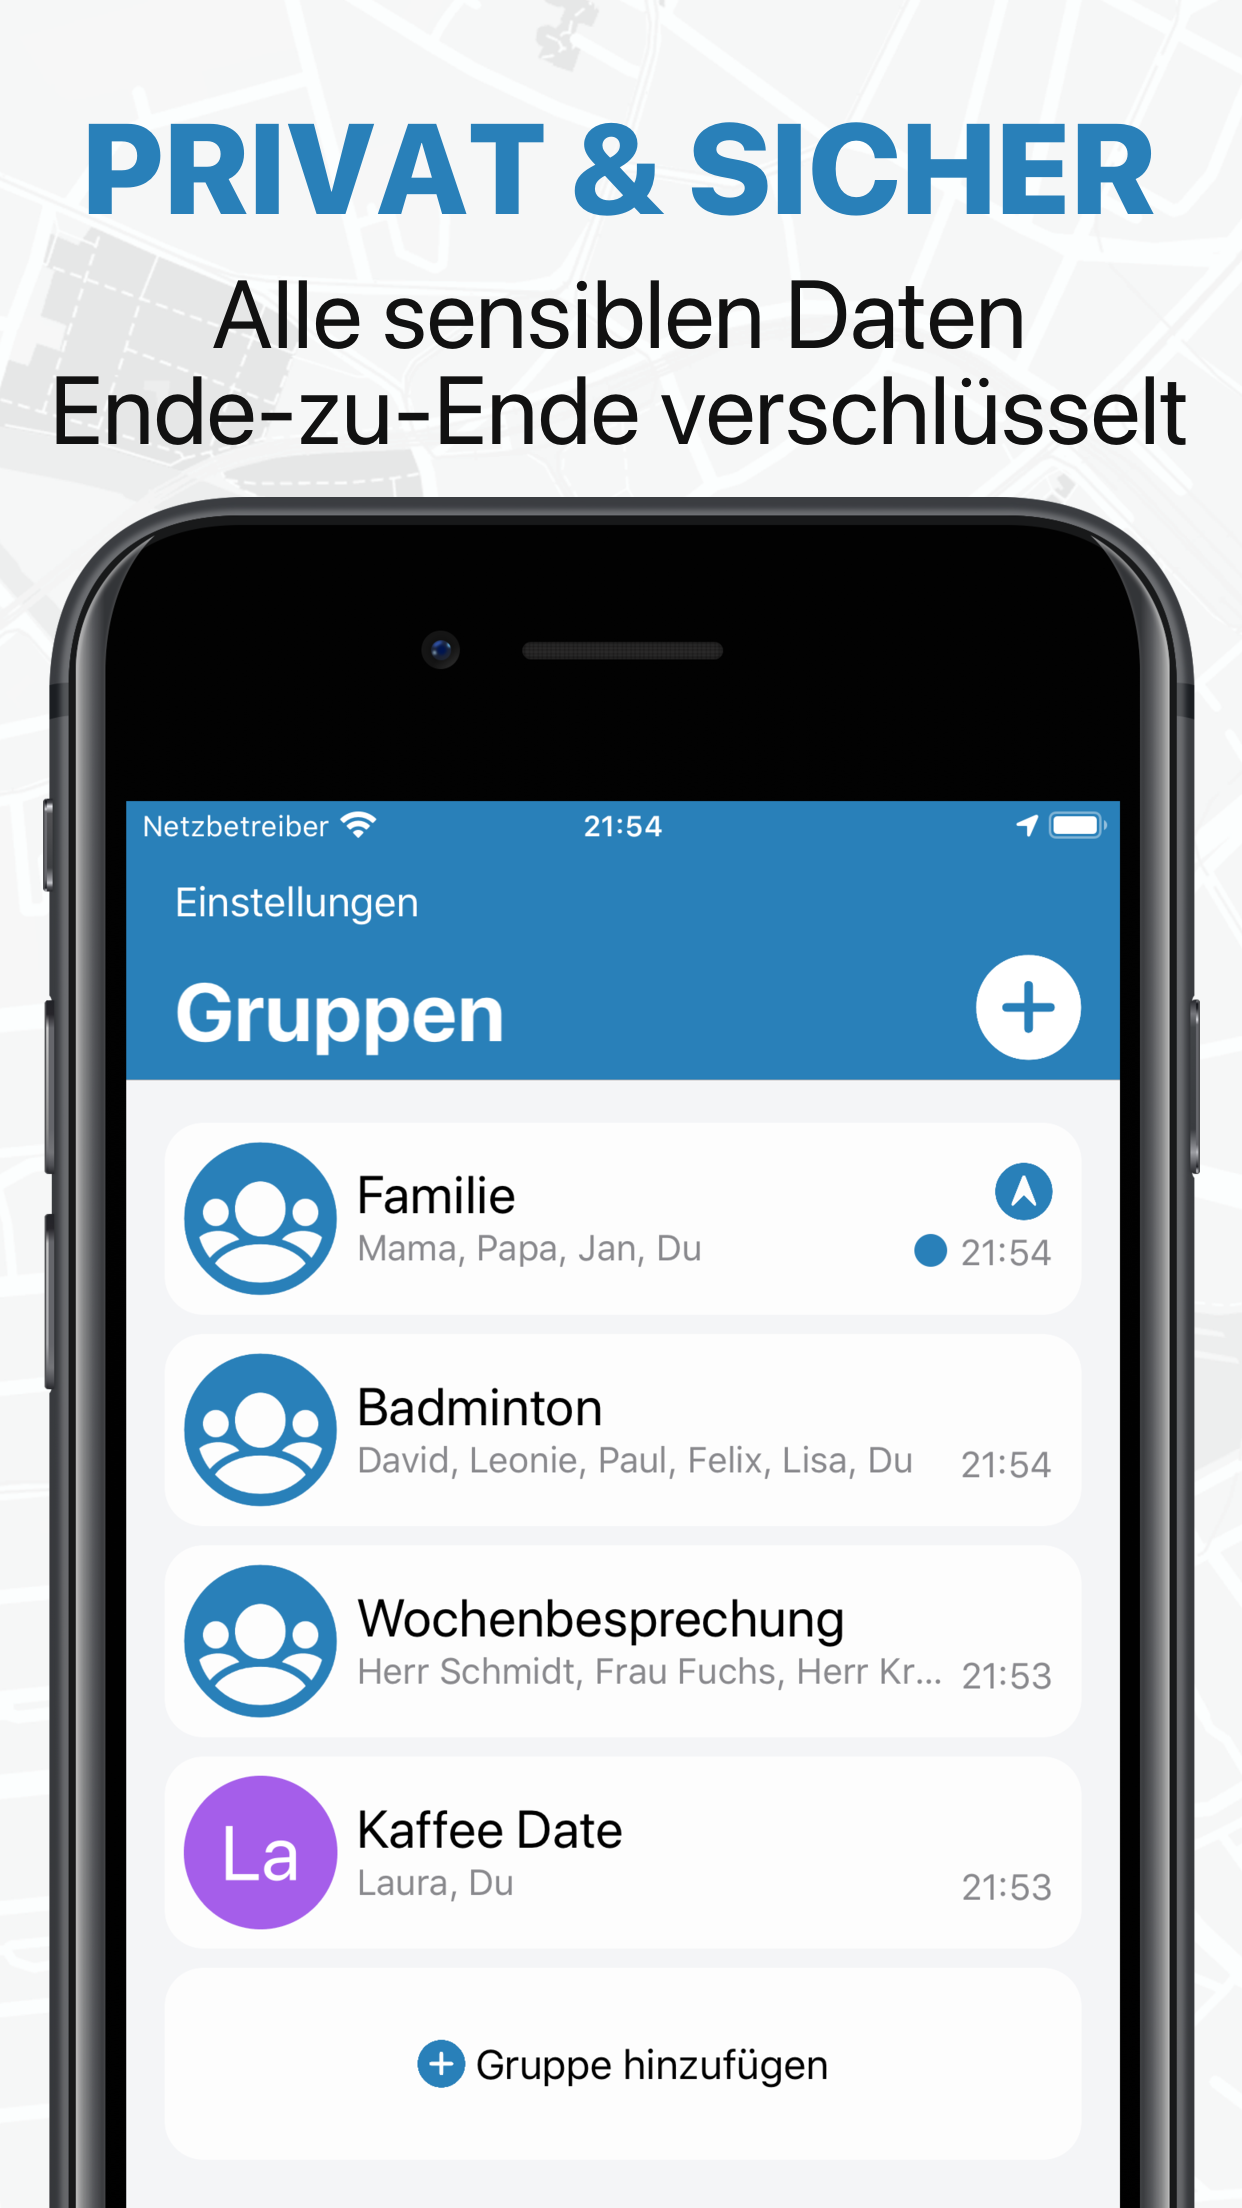 PRIVAT & SICHER
Alle sensiblen Daten
Ende-zu-Ende verschlüsselt
Netzbetreiber 21:54
Einstellungen
Gruppen
Familie
Mama, Papa, Jan, Du 21:54
Badminton
David, Leonie, Paul, Felix, Lisa, Du 21:54
Wochenbesprechung
Herr Schmidt, Frau Fuchs, Herr Kr... 21:53
La
Kaffee Date
Laura, Du 21:53
Gruppe hinzufügen